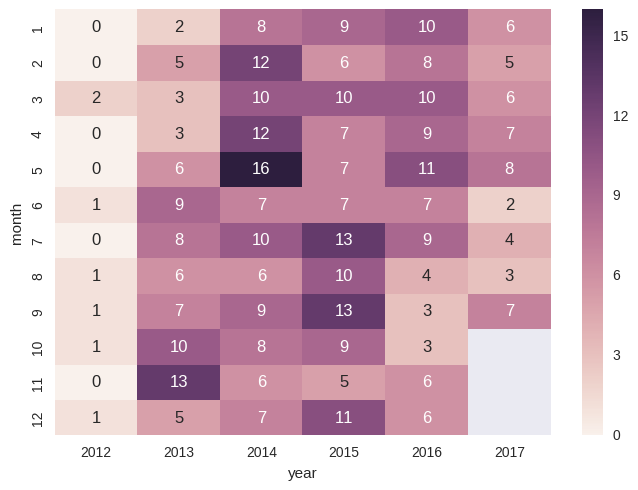 1 0 2 8 9 10 6 15
2 0 5 12 6 8 5
3 2 3 10 10 10 6 12
4 0 3 12 7 9 7
5 0 6 16 7 11 8 9
6 1 9 7 7 7 2
month
7 0 8 10 13 9 4 6
8 1 6 6 10 4 3
9 1 7 9 13 3 7 3
10 1 10 8 9 3
11 0 13 6 5 6
12 1 5 7 11 6 0
2012 2013 2014 2015 2016 2017
year